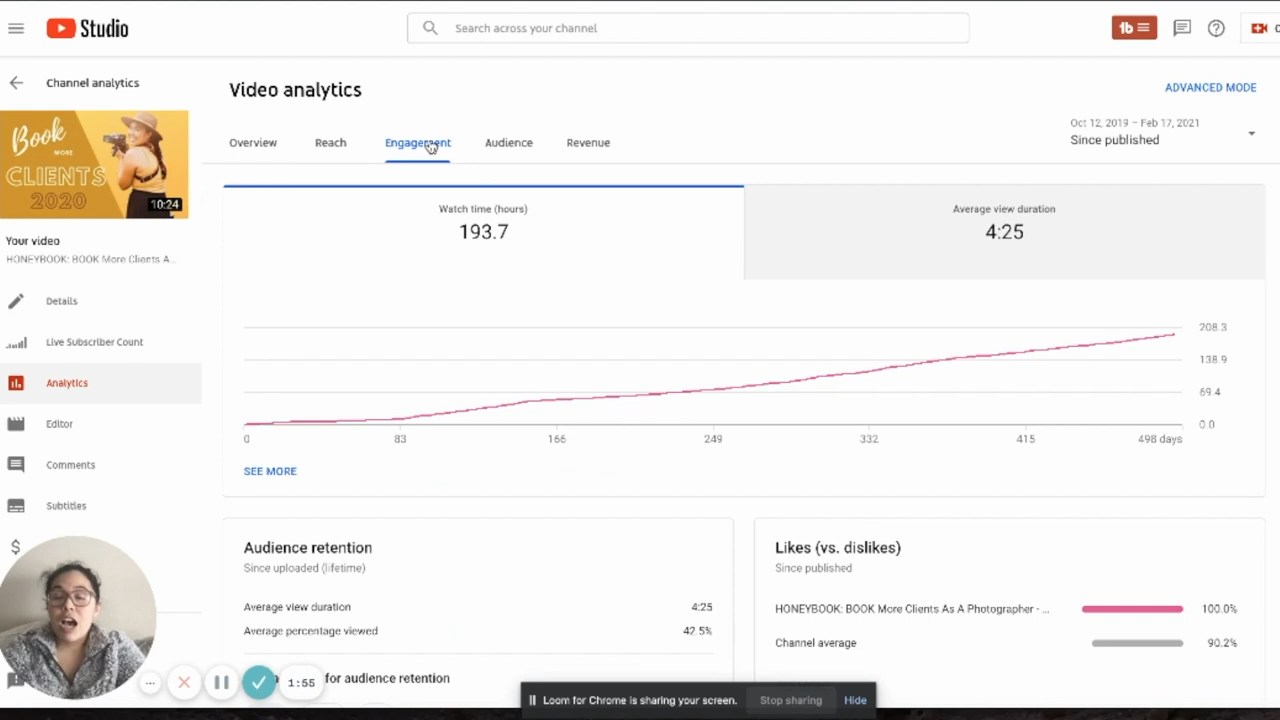 Studio
Search across your channel
1b
Channel analytics
Video analytics
ADVANCED MODE
Oct 12, 2019 – Feb 17, 2021
Since published
Overview
Reach
Engagement
Audience
Revenue
Book
MORE
CLIENTS
2020
10:24
Your video
HONEYBOOK: BOOK More Clients A...
Details
Live Subscriber Count
Analytics
Editor
Comments
Subtitles
Watch time (hours)
193.7
Average view duration
4:25
208.3
138.9
69.4
0.0
0
83
166
249
332
415
498 days
SEE MORE
Audience retention
Since uploaded (lifetime)
Average view duration
4:25
Average percentage viewed
42.5%
for audience retention
Likes (vs. dislikes)
Since published
HONEYBOOK: BOOK More Clients As A Photographer - ...
100.0%
Channel average
90.2%
1:55
Loom for Chrome is sharing your screen.
Stop sharing
Hide